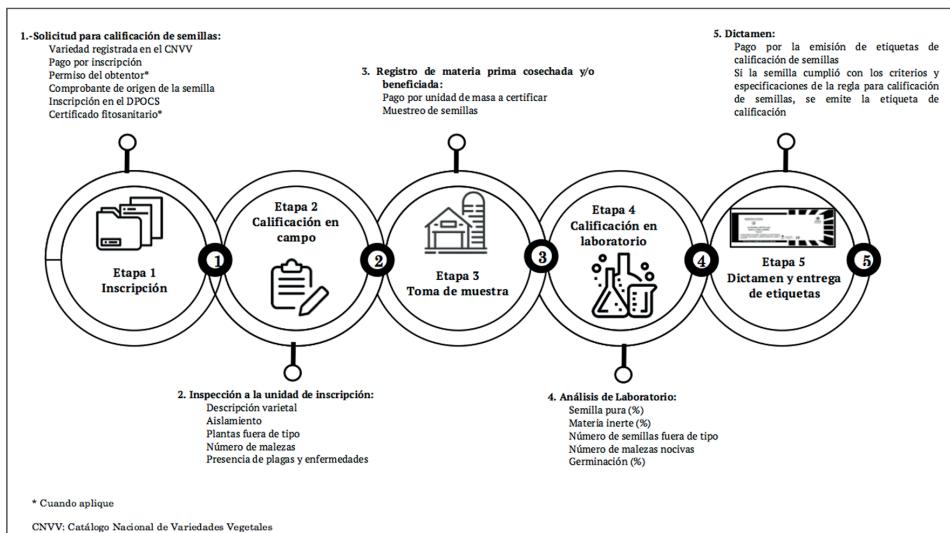 1.-Solicitud para calificación de semillas:
Variedad registrada en el CNVV
Pago por inscripción
Permiso del obtentor*
Comprobante de origen de la semilla
Inscripción en el DPOCS
Certificado fitosanitario*
3. Registro de materia prima cosechada y/o
beneficiada:
Pago por unidad de masa a certificar
Muestreo de semillas
5. Dictamen:
Pago por la emisión de etiquetas de
calificación de semillas
Si la semilla cumplió con los criterios y
especificaciones de la regla para calificación
de semillas, se emite la etiqueta de
calificación
Etapa 1
Inscripción
1
Etapa 2
Calificación en
campo
2
Etapa 3
Toma de muestra
3
Etapa 4
Calificación en
laboratorio
4
Etapa 5
Dictamen y entrega
de etiquetas
5
2. Inspección a la unidad de inscripción:
Descripción varietal
Aislamiento
Plantas fuera de tipo
Número de malezas
Presencia de plagas y enfermedades
4. Análisis de Laboratorio:
Semilla pura (%)
Materia inerte (%)
Número de semillas fuera de tipo
Número de malezas nocivas
Germinación (%)
* Cuando aplique
CNVV: Catálogo Nacional de Variedades Vegetales